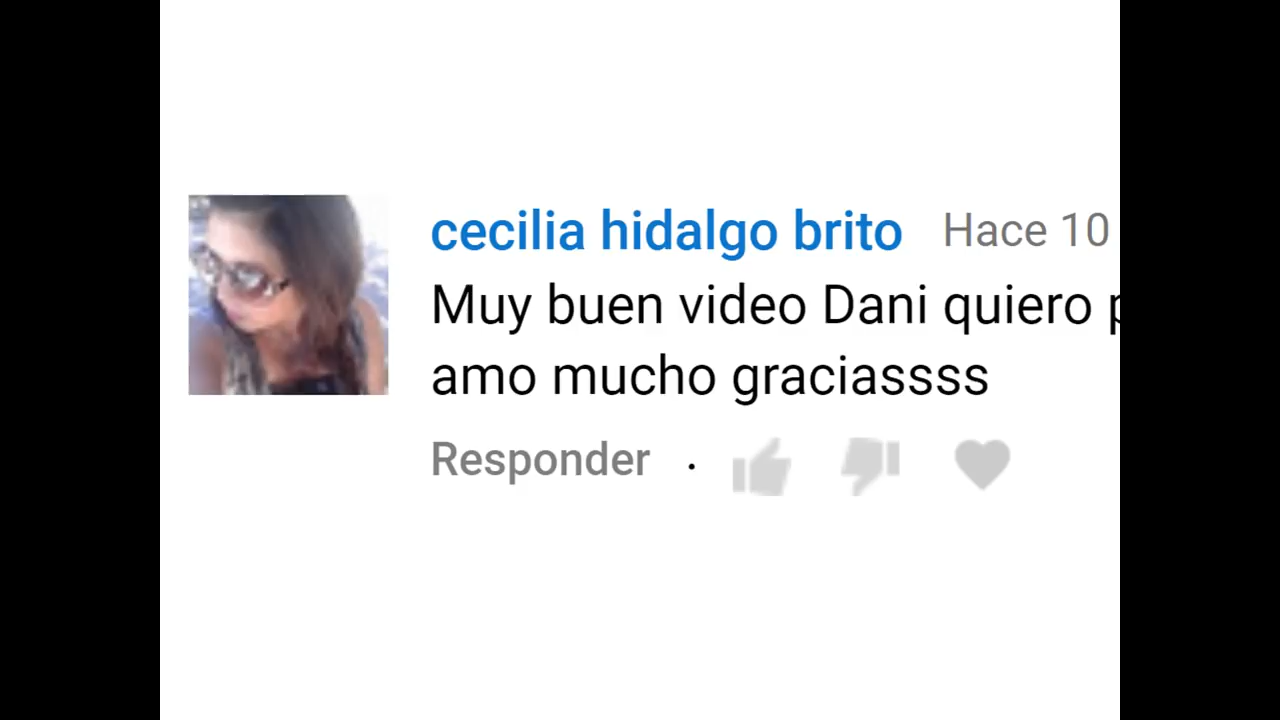 cecilia hidalgo brito Hace 10
Muy buen video Dani quiero
amo mucho graciassss
Responder ·